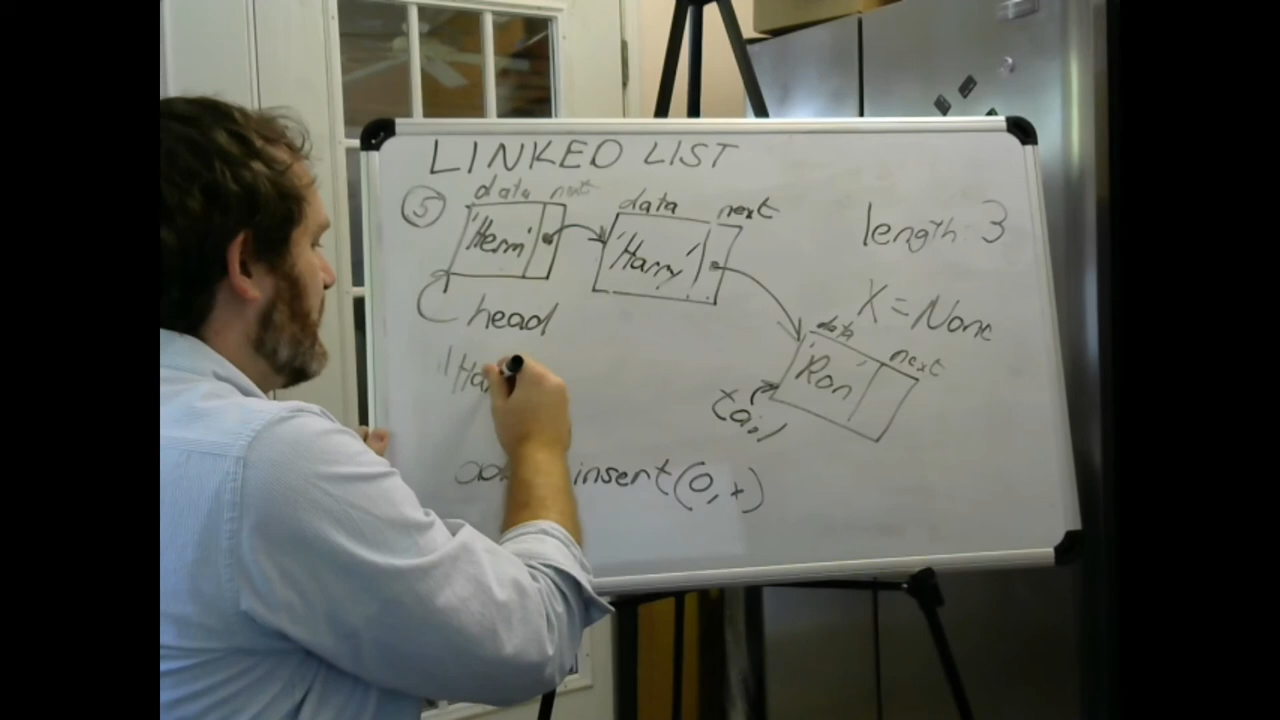 LINKED LIST
5
data next
data next
'Herm'
'Harry'
length 3
head
X = None
data next
'Ron'
tail
insert(0, x)